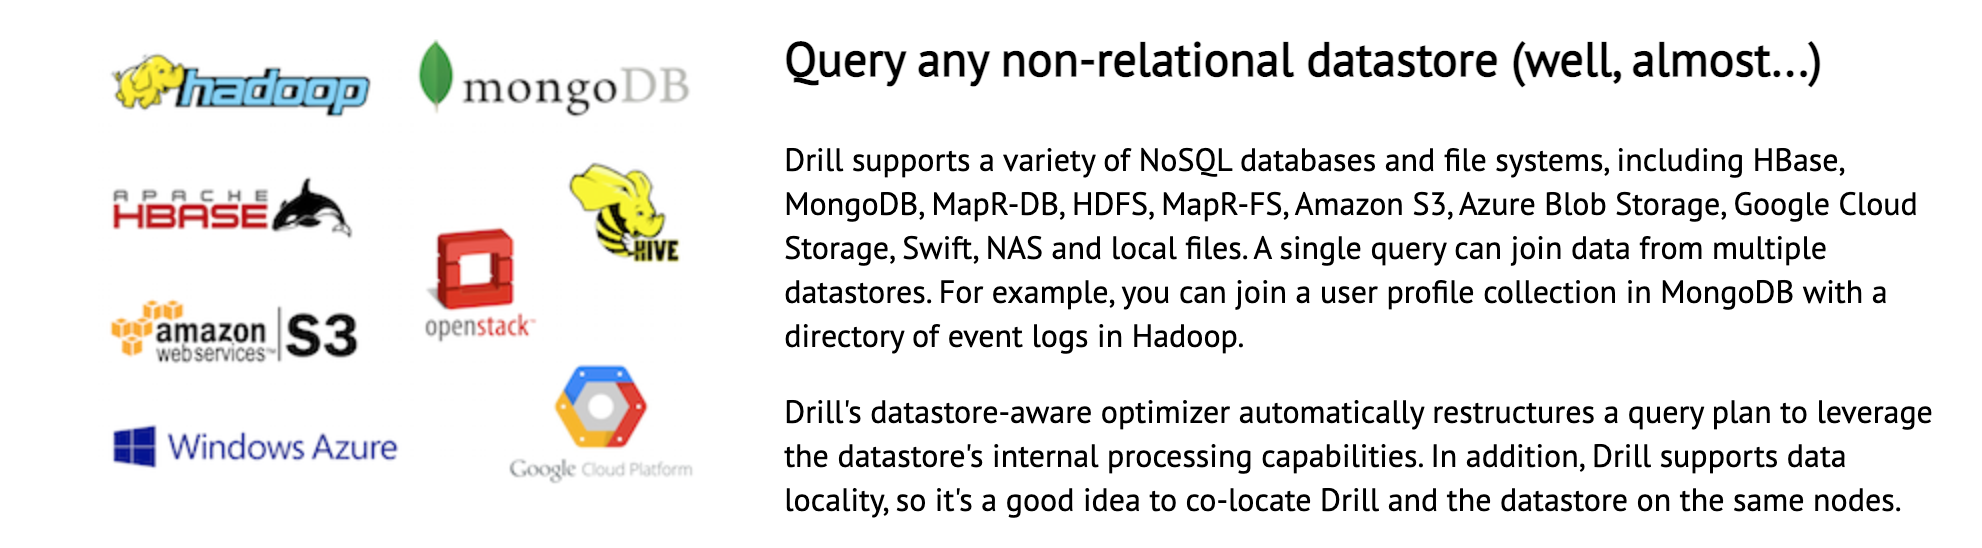 hadoop
mongoDB
APACHE
HBASE
HIVE
openstack™
amazon
webservices™
S3
Windows Azure
Google Cloud Platform
Query any non-relational datastore (well, almost...)
Drill supports a variety of NoSQL databases and file systems, including HBase,
MongoDB, MapR-DB, HDFS, MapR-FS, Amazon S3, Azure Blob Storage, Google Cloud
Storage, Swift, NAS and local files. A single query can join data from multiple
datastores. For example, you can join a user profile collection in MongoDB with a
directory of event logs in Hadoop.
Drill's datastore-aware optimizer automatically restructures a query plan to leverage
the datastore's internal processing capabilities. In addition, Drill supports data
locality, so it's a good idea to co-locate Drill and the datastore on the same nodes.